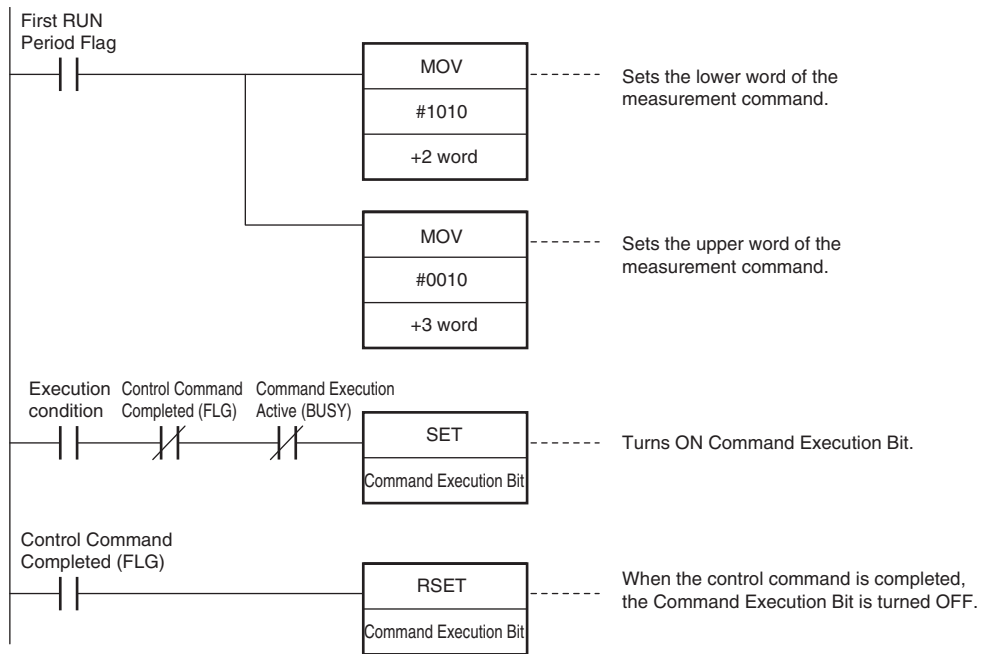 First RUN
Period Flag
MOV
#1010
+2 word
Sets the lower word of the
measurement command.
MOV
#0010
+3 word
Sets the upper word of the
measurement command.
Execution
condition
Control Command
Completed (FLG)
Command Execution
Active (BUSY)
SET
Command Execution Bit
Turns ON Command Execution Bit.
Control Command
Completed (FLG)
RSET
Command Execution Bit
When the control command is completed,
the Command Execution Bit is turned OFF.